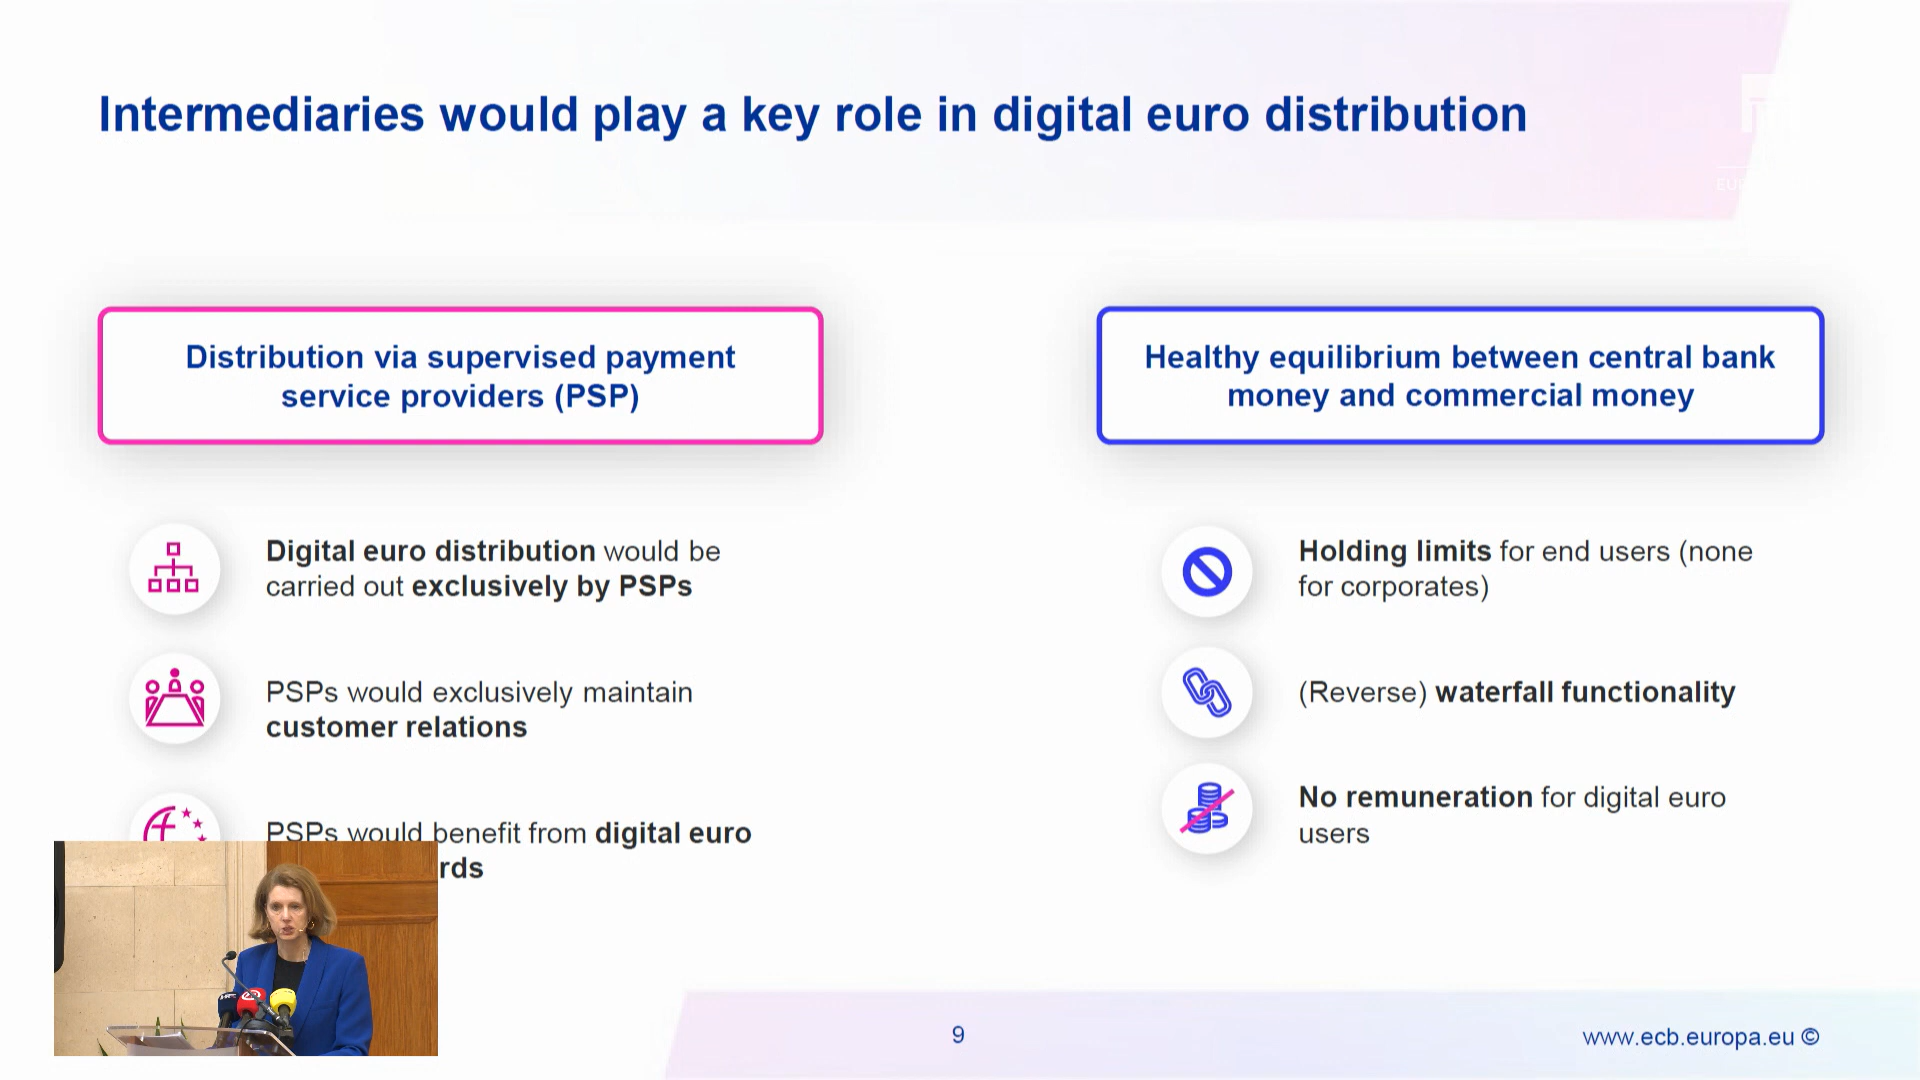 Intermediaries would play a key role in digital euro distribution
EU
Distribution via supervised payment
service providers (PSP)
Digital euro distribution would be
carried out exclusively by PSPs
PSPs would exclusively maintain
customer relations
PSPs would benefit from digital euro
rds
Healthy equilibrium between central bank
money and commercial money
Holding limits for end users (none
for corporates)
(Reverse) waterfall functionality
No remuneration for digital euro
users
9
www.ecb.europa.eu ©